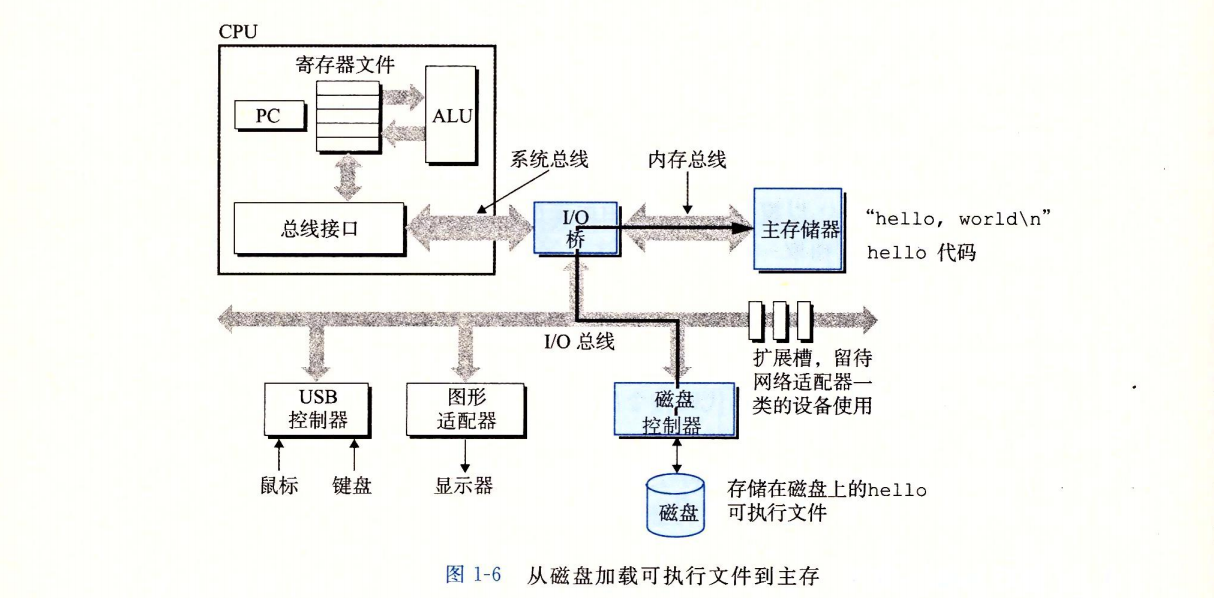 CPU
寄存器文件
PC
ALU
系统总线
内存总线
总线接口
I/O
桥
主存储器
“hello, world\n”
hello 代码
I/O 总线
扩展槽，留待
网络适配器一
类的设备使用
USB
控制器
图形
适配器
磁盘
控制器
鼠标
键盘
显示器
磁盘
存储在磁盘上的hello
可执行文件
图 1-6 从磁盘加载可执行文件到主存